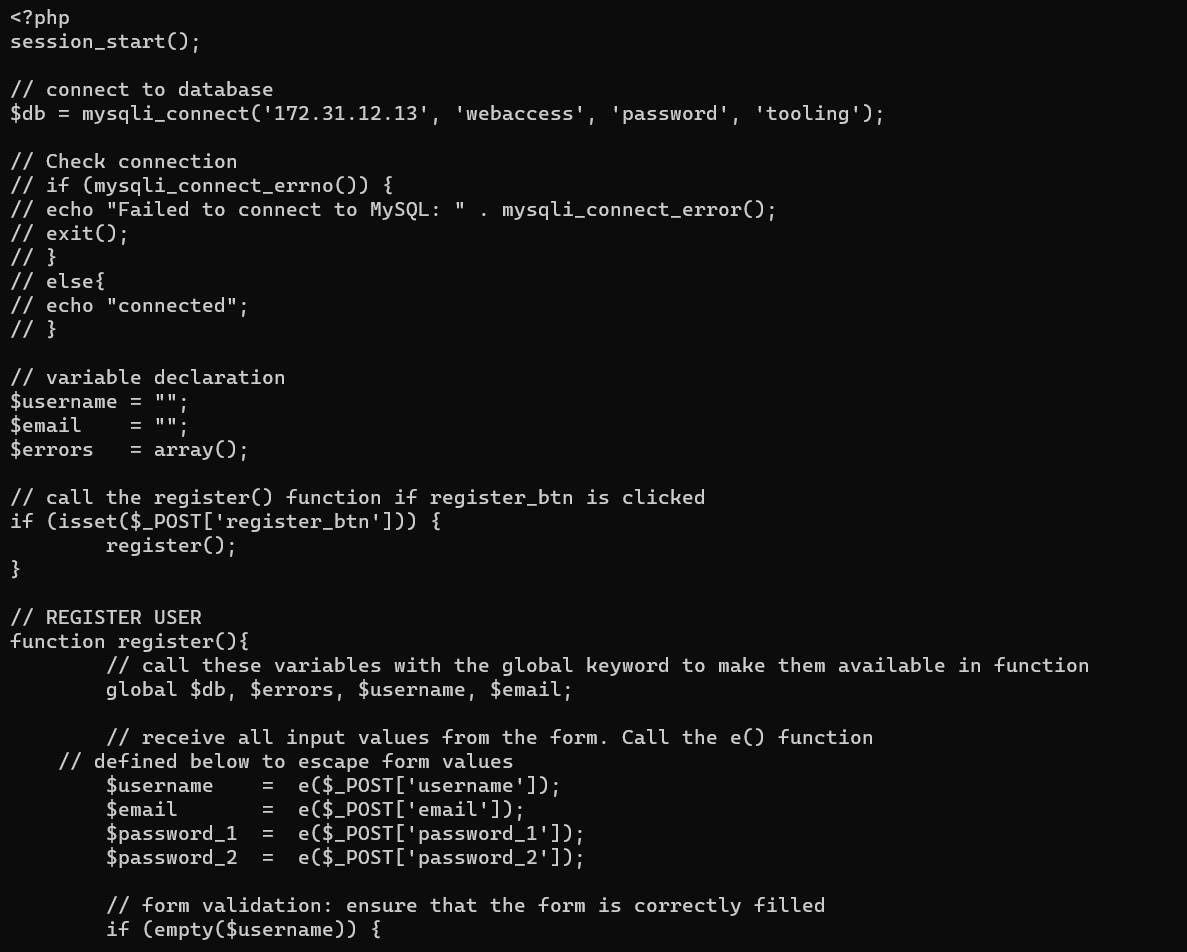 <?php
session_start();

// connect to database
$db = mysqli_connect('172.31.12.13', 'webaccess', 'password', 'tooling');

// Check connection
// if (mysqli_connect_errno()) {
// echo "Failed to connect to MySQL: " . mysqli_connect_error();
// exit();
// }
// else{
// echo "connected";
// }

// variable declaration
$username = "";
$email    = "";
$errors   = array();

// call the register() function if register_btn is clicked
if (isset($_POST['register_btn'])) {
        register();
}

// REGISTER USER
function register(){
        // call these variables with the global keyword to make them available in function
        global $db, $errors, $username, $email;

        // receive all input values from the form. Call the e() function
    // defined below to escape form values
        $username    =  e($_POST['username']);
        $email       =  e($_POST['email']);
        $password_1  =  e($_POST['password_1']);
        $password_2  =  e($_POST['password_2']);

        // form validation: ensure that the form is correctly filled
        if (empty($username)) {